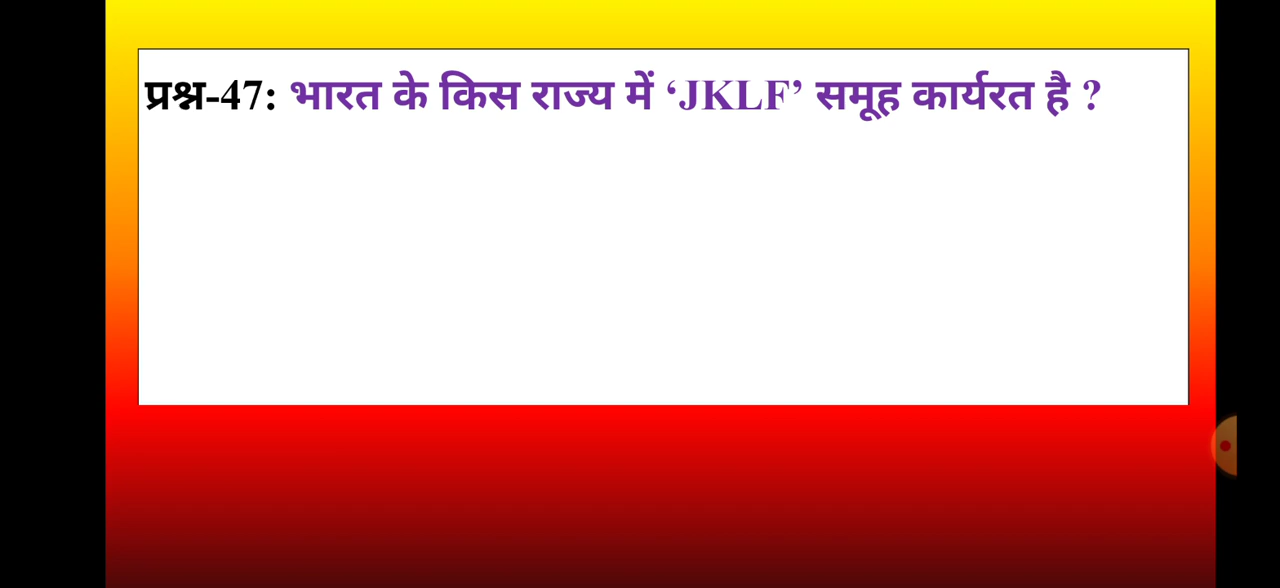 प्रश्न-47: भारत के किस राज्य में ‘JKLF’ समूह कार्यरत है ?